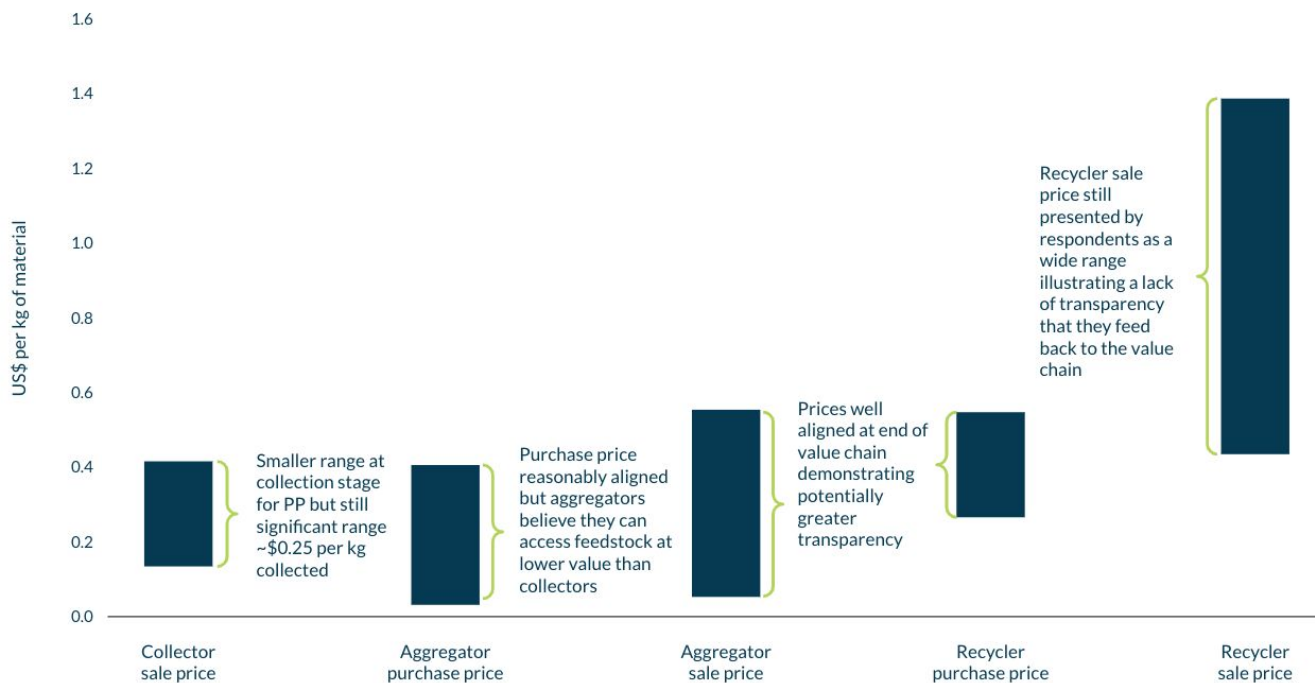 US$ per kg of material
1.6
1.4
1.2
1.0
0.8
0.6
0.4
0.2
0.0
Smaller range at
collection stage
for PP but still
significant range
~$0.25 per kg
collected
Purchase price
reasonably aligned
but aggregators
believe they can
access feedstock at
lower value than
collectors
Prices well
aligned at end of
value chain
demonstrating
potentially
greater
transparency
Recycler sale
price still
presented by
respondents as a
wide range
illustrating a lack
of transparency
that they feed
back to the value
chain
Collector
sale price
Aggregator
purchase price
Aggregator
sale price
Recycler
purchase price
Recycler
sale price